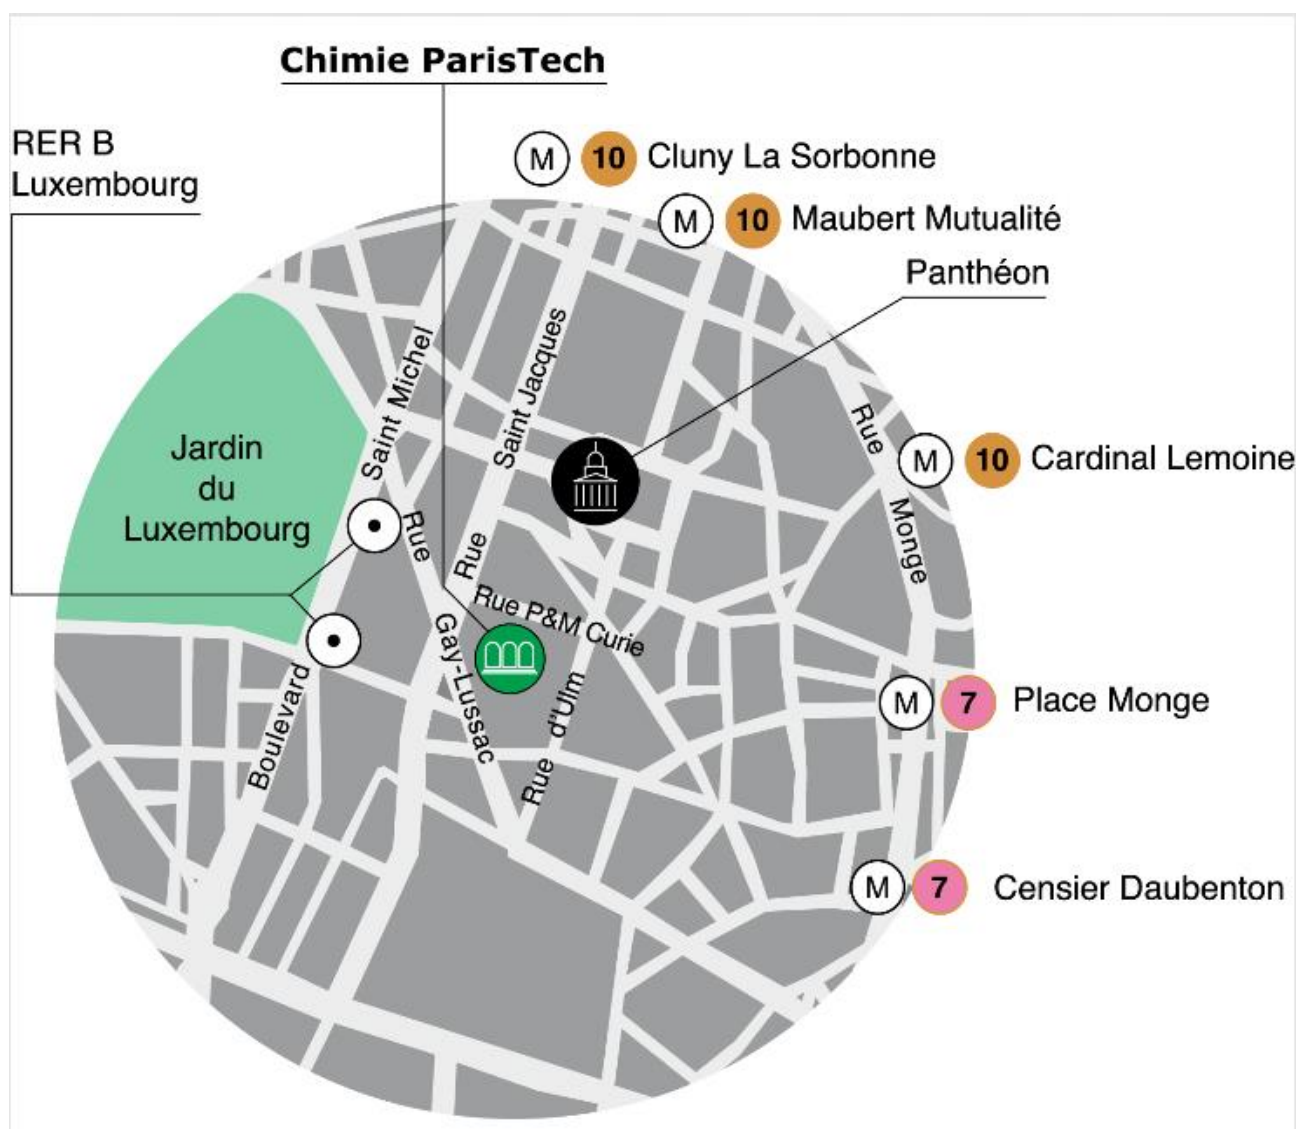 Chimie ParisTech
RER B
Luxembourg
M 10 Cluny La Sorbonne
M 10 Maubert Mutualité
Panthéon
Saint Michel
Saint Jacques
Rue
Monge
M 10 Cardinal Lemoine
Jardin
du
Luxembourg
Rue
Rue
Rue P&M Curie
Gay-Lussac
Boulevard
d'Ulm
Rue
M 7 Place Monge
M 7 Censier Daubenton